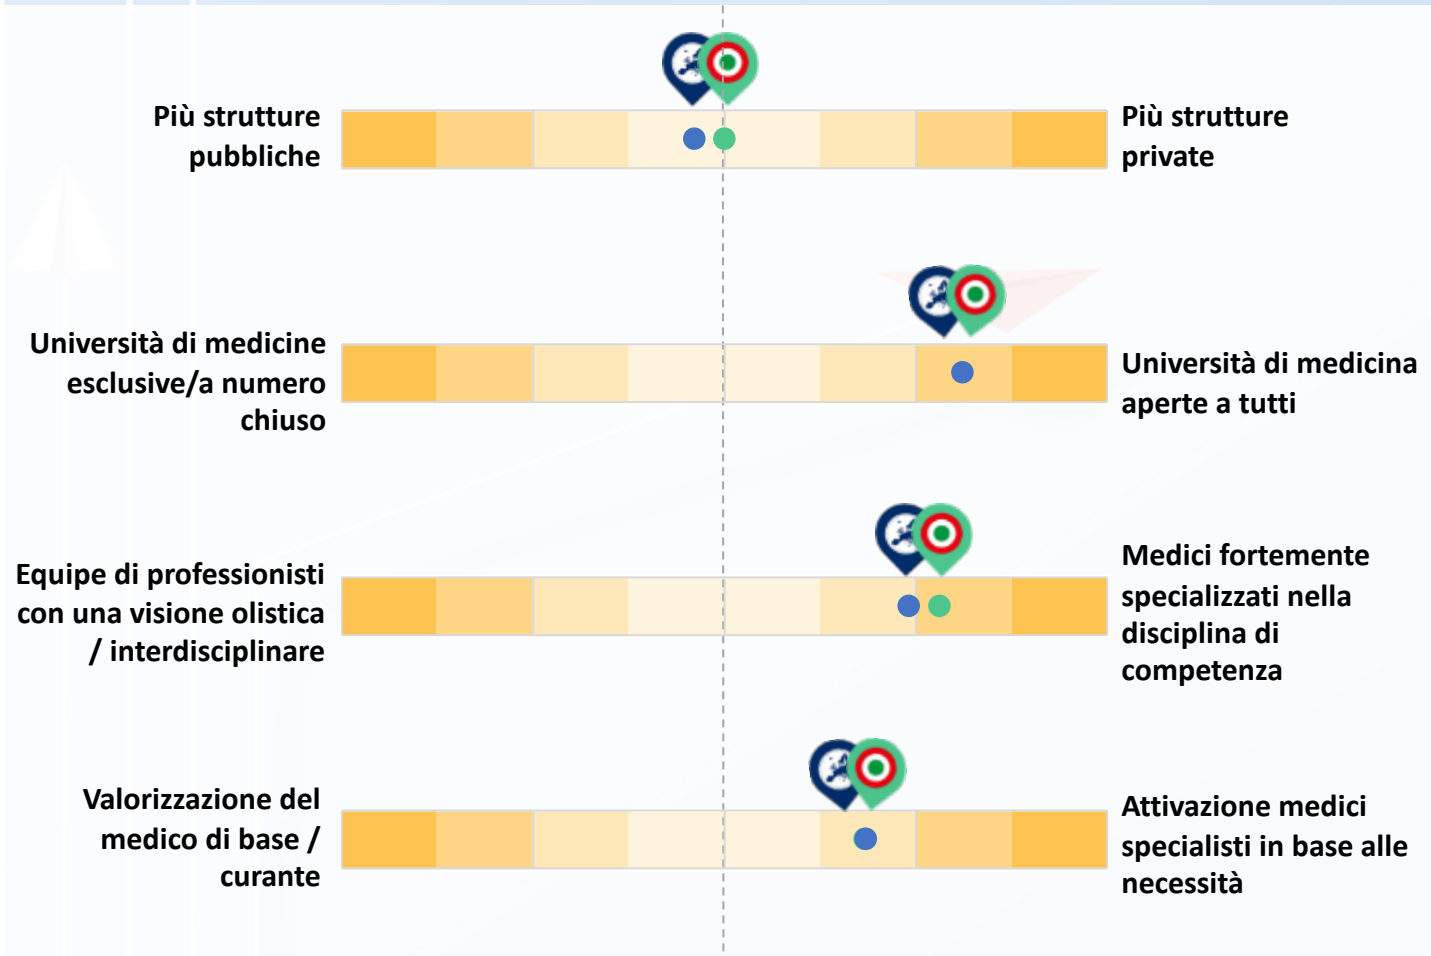 Più strutture
pubbliche
Più strutture
private
Università di medicine
esclusive/a numero
chiuso
Università di medicina
aperte a tutti
Equipe di professionisti
con una visione olistica
/ interdisciplinare
Medici fortemente
specializzati nella
disciplina di
competenza
Valorizzazione del
medico di base /
curante
Attivazione medici
specialisti in base alle
necessità